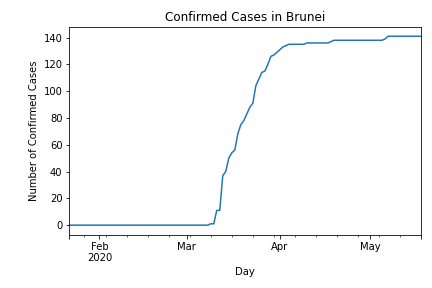 Confirmed Cases in Brunei
Number of Confirmed Cases
140
120
100
80
60
40
20
0
Feb
2020
Mar
Apr
May
Day